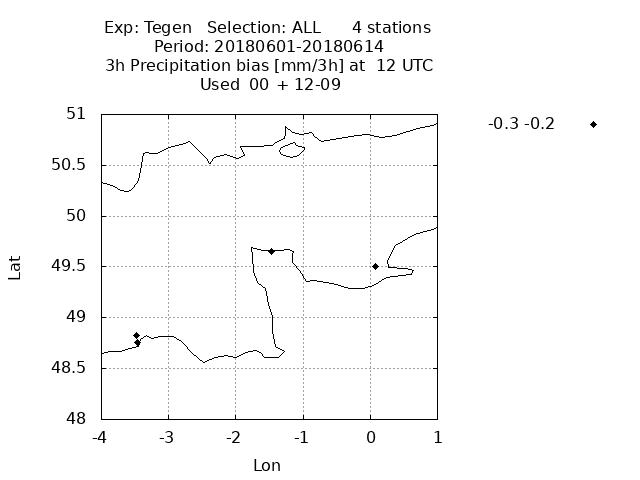 Exp: Tegen   Selection: ALL      4 stations
Period: 20180601-20180614
3h Precipitation bias [mm/3h] at  12 UTC
Used  00 + 12-09
-0.3 -0.2
51
50.5
50
49.5
49
48.5
48
Lat
-4 -3 -2 -1 0 1
Lon